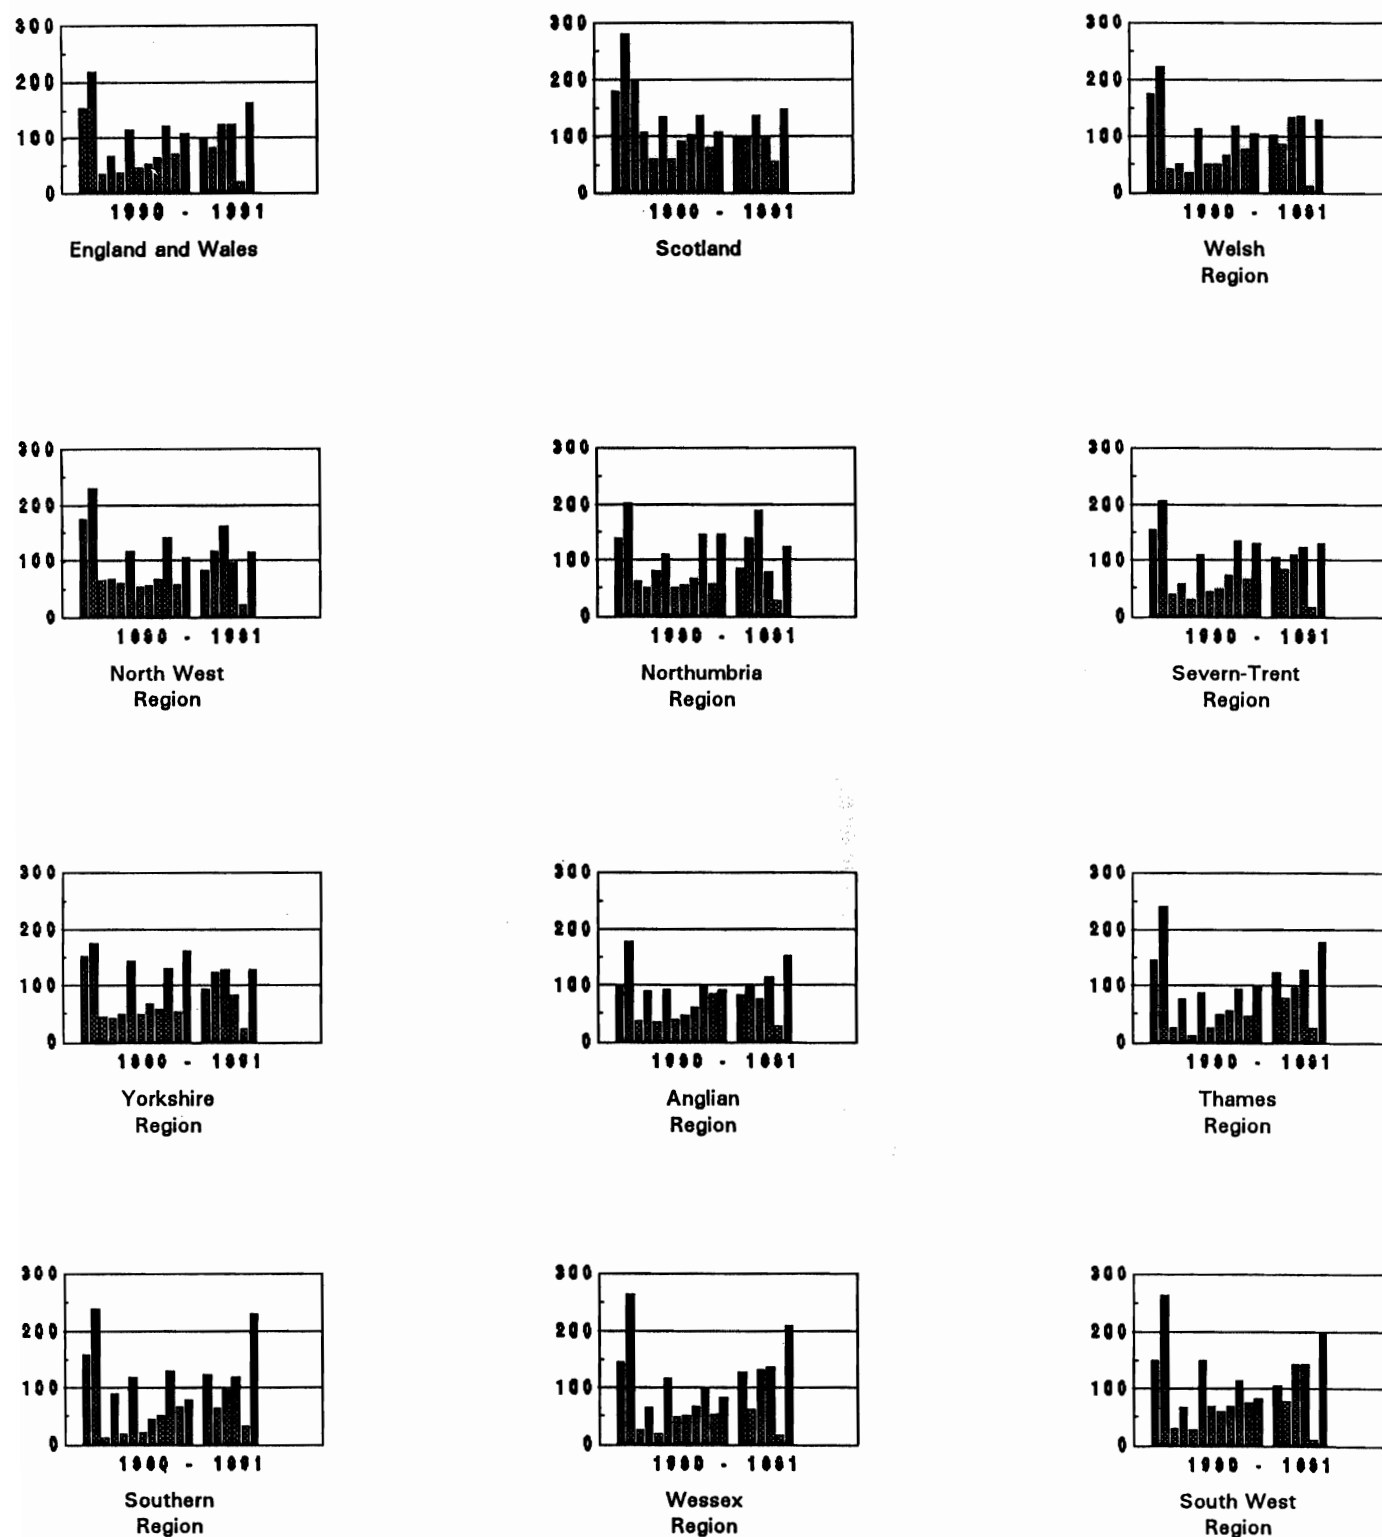 300
200
100
0
1990 - 1991
England and Wales
300
200
100
0
1990 - 1991
Scotland
300
200
100
0
1990 - 1991
Welsh
Region
300
200
100
0
1990 - 1991
North West
Region
300
200
100
0
1990 - 1991
Northumbria
Region
300
200
100
0
1990 - 1991
Severn-Trent
Region
300
200
100
0
1990 - 1991
Yorkshire
Region
300
200
100
0
1990 - 1991
Anglian
Region
300
200
100
0
1990 - 1991
Thames
Region
300
200
100
0
1990 - 1991
Southern
Region
300
200
100
0
1990 - 1991
Wessex
Region
300
200
100
0
1990 - 1991
South West
Region